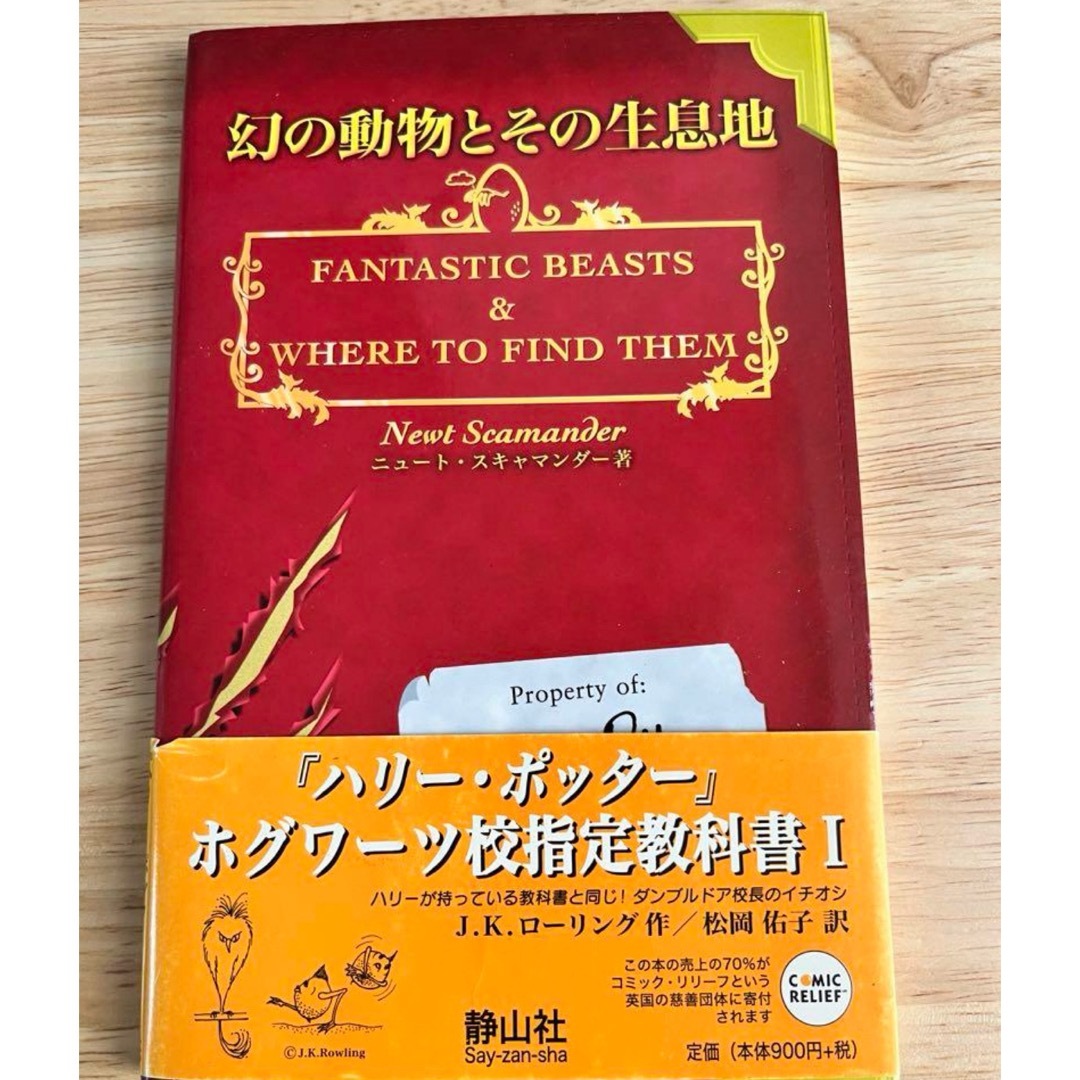 幻の動物とその生息地
FANTASTIC BEASTS
&
WHERE TO FIND THEM
Newt Scamander
ニュート・スキャマンダー著
Property of:
『ハリー・ポッター』
ホグワーツ校指定教科書 I
ハリーが持っている教科書と同じ! ダンブルドア校長のイチオシ
J.K.ローリング 作／松岡 佑子 訳
この本の売上の70%が
コミック・リリーフという
英国の慈善団体に寄付
されます
COMIC
RELIEF™
©J.K.Rowling
静山社
Say-zan-sha
定価（本体900円+税）